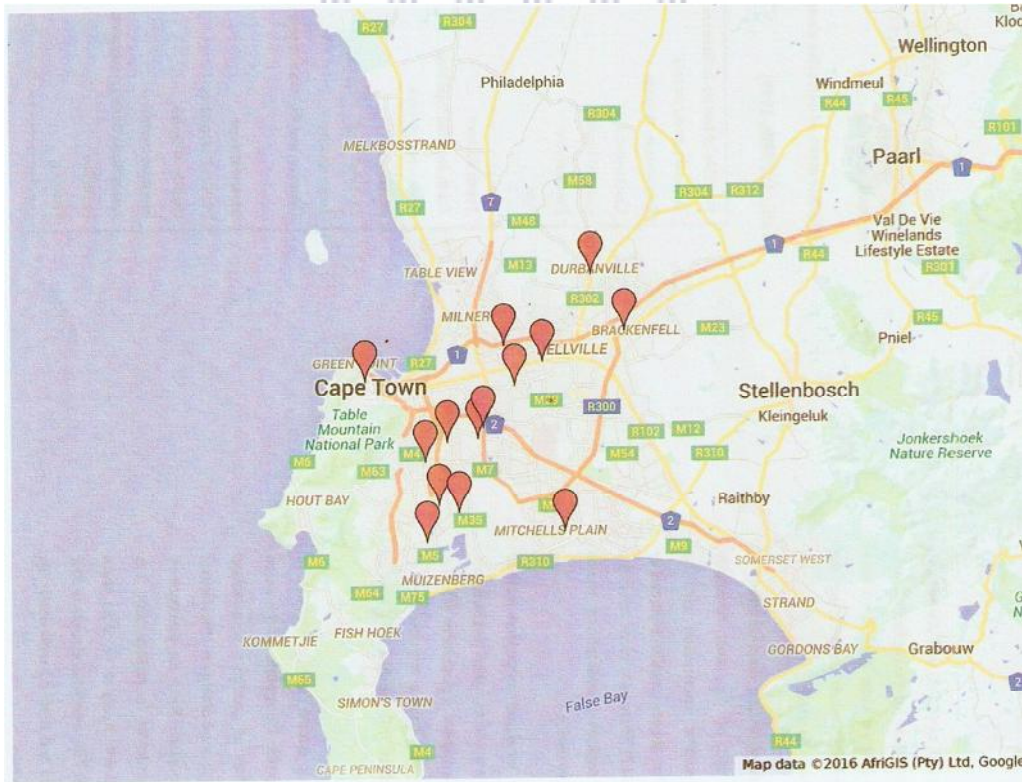 R27
R304
Wellington
Philadelphia
Windmeul
R44
R45
R304
R101
MELKBOSSTRAND
Paarl
1
M58
R304
R312
7
R27
M48
Val De Vie
Winelands
Lifestyle Estate
1
R44
TABLE VIEW
M13
DURBANVILLE
R301
R302
MILNER
BRACKENFELL
M23
R45
Pniel
1
ELLVILLE
GREEN
R27
Cape Town
Stellenbosch
Kleingeluk
R300
Table
Mountain
National Park
2
R102
M12
M63
M7
M54
R310
Jonkershoek
Nature Reserve
M6
HOUT BAY
Raithby
M35
MITCHELLS PLAIN
2
M5
M9
M6
R310
SOMERSET WEST
MUIZENBERG
M64
M75
STRAND
KOMMETJIE
FISH HOEK
GORDONS BAY
Grabouw
M65
2
SIMON'S TOWN
False Bay
M4
R44
CAPE PENINSULA
Map data ©2016 AfriGIS (Pty) Ltd, Google